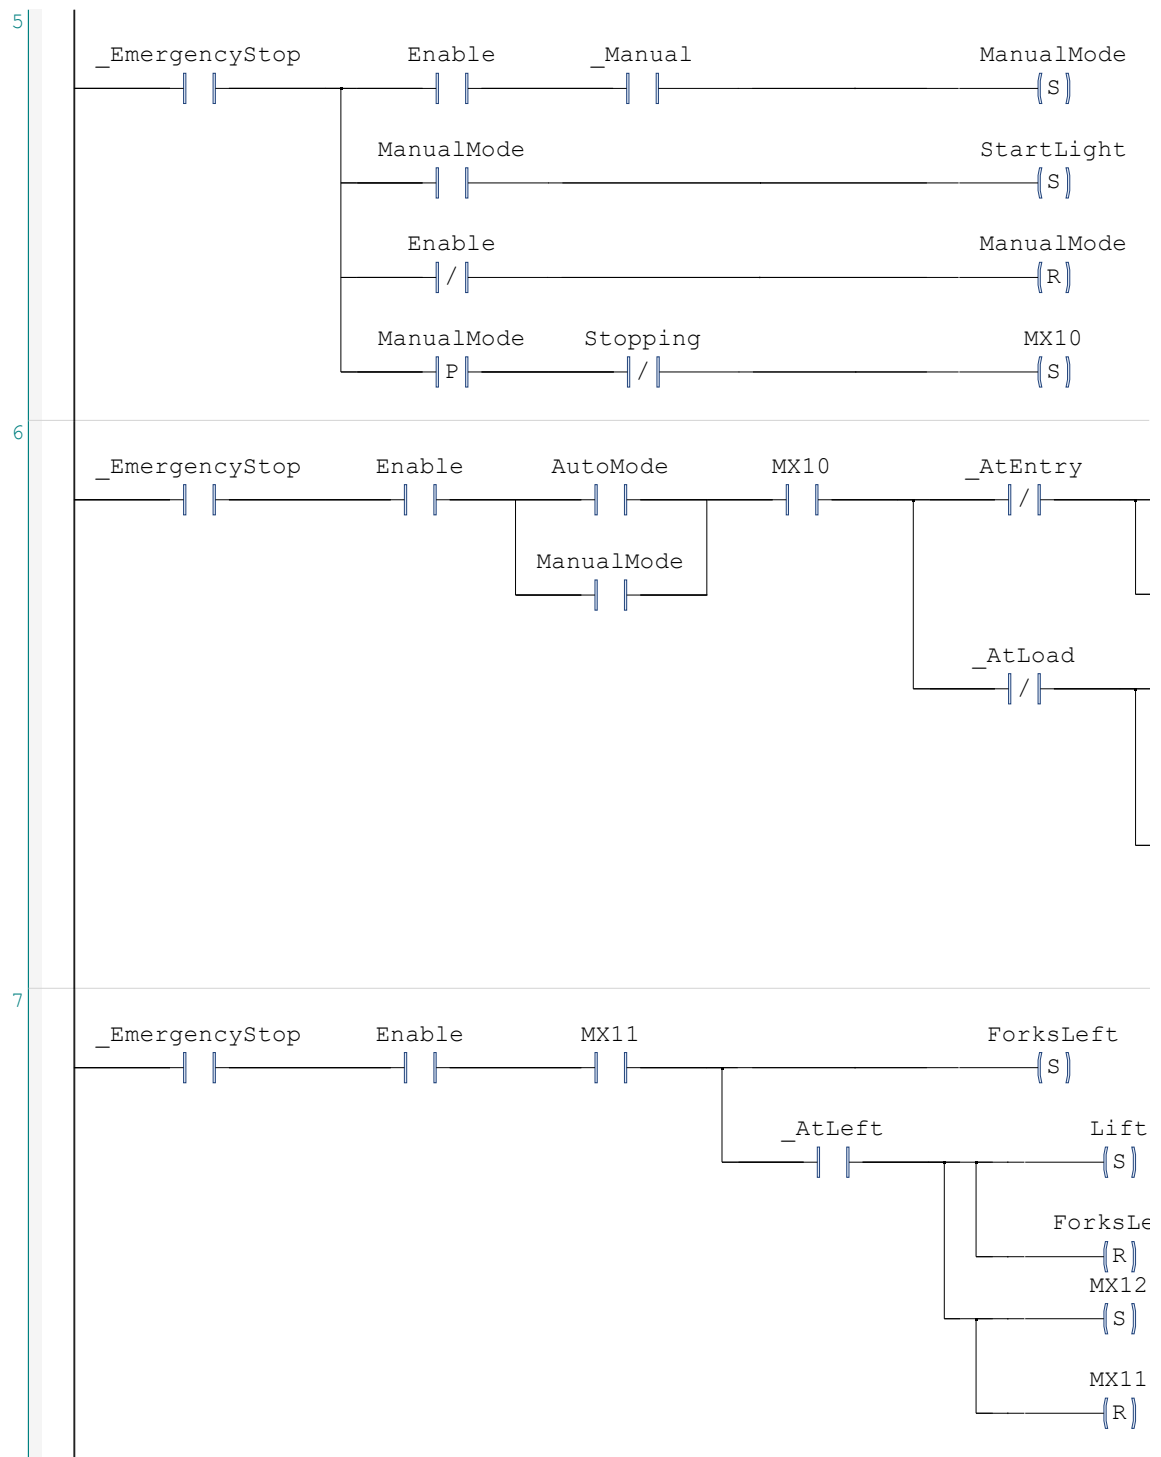 5
_EmergencyStop Enable _Manual ManualMode
S
ManualMode StartLight
S
Enable ManualMode
/ R
ManualMode Stopping MX10
P / S
6
_EmergencyStop Enable AutoMode MX10 _AtEntry
/
ManualMode
_AtLoad
/
7
_EmergencyStop Enable MX11 ForksLeft
S
_AtLeft Lift
S
ForksLe
R
MX12
S
MX11
R